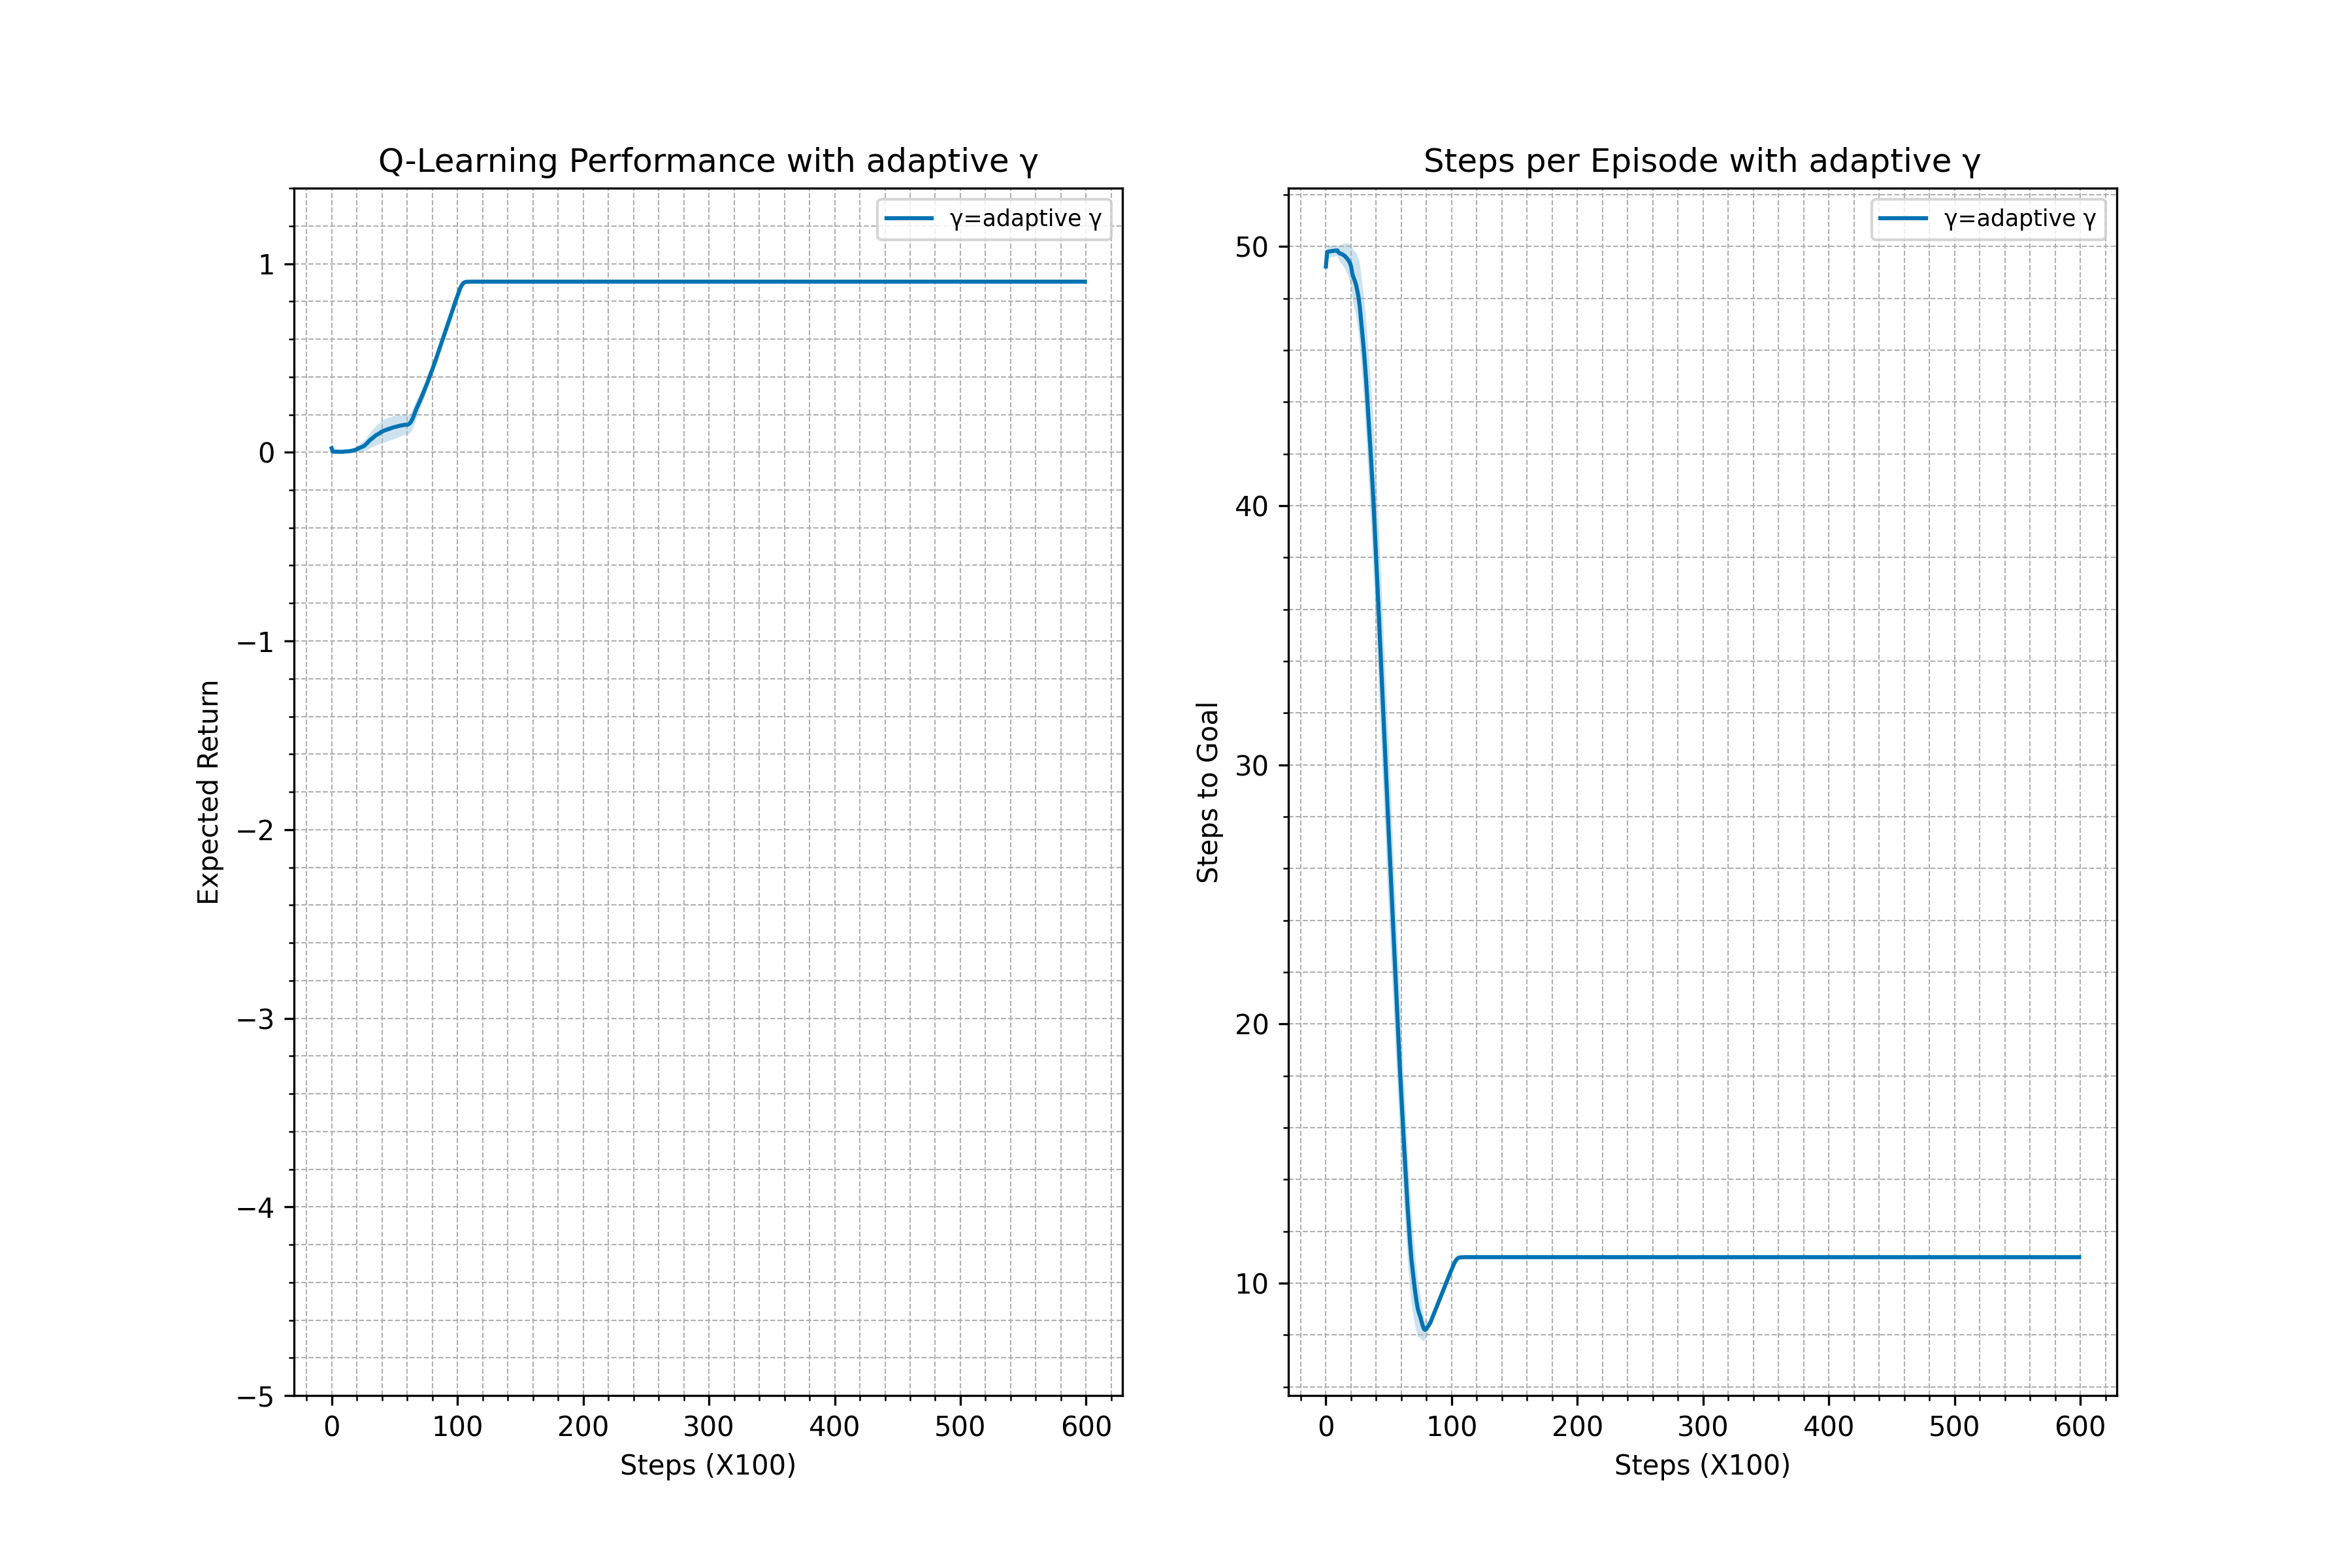 Q-Learning Performance with adaptive γ
γ=adaptive γ
1
0
−1
−2
−3
−4
−5
Expected Return
0 100 200 300 400 500 600
Steps (X100)
Steps per Episode with adaptive γ
γ=adaptive γ
50
40
30
20
10
Steps to Goal
0 100 200 300 400 500 600
Steps (X100)